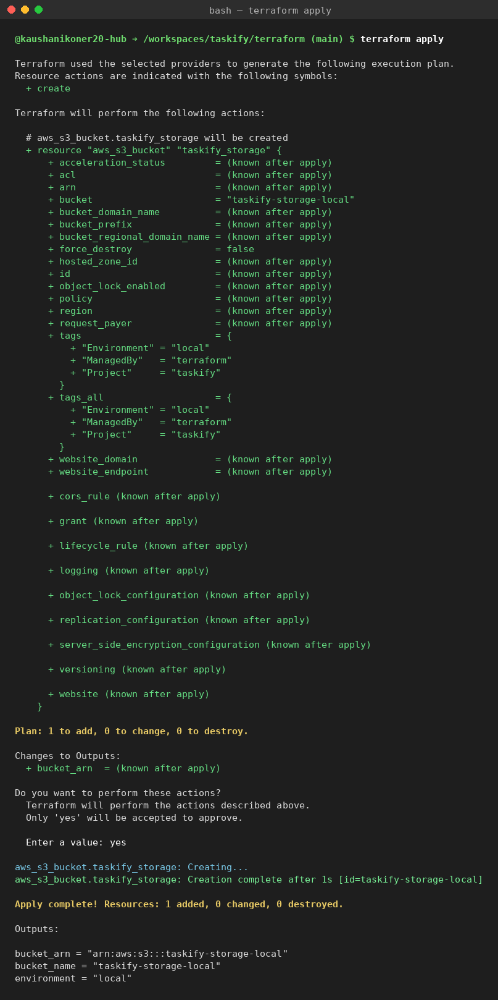 bash — terraform apply
@kaushanikoner20-hub ➔ /workspaces/taskify/terraform (main) $ terraform apply
Terraform used the selected providers to generate the following execution plan.
Resource actions are indicated with the following symbols:
  + create
Terraform will perform the following actions:
  # aws_s3_bucket.taskify_storage will be created
  + resource "aws_s3_bucket" "taskify_storage" {
      + acceleration_status         = (known after apply)
      + acl                         = (known after apply)
      + arn                         = (known after apply)
      + bucket                      = "taskify-storage-local"
      + bucket_domain_name          = (known after apply)
      + bucket_prefix               = (known after apply)
      + bucket_regional_domain_name = (known after apply)
      + force_destroy               = false
      + hosted_zone_id              = (known after apply)
      + id                          = (known after apply)
      + object_lock_enabled         = (known after apply)
      + policy                      = (known after apply)
      + region                      = (known after apply)
      + request_payer               = (known after apply)
      + tags                        = {
          + "Environment" = "local"
          + "ManagedBy"   = "terraform"
          + "Project"     = "taskify"
        }
      + tags_all                    = {
          + "Environment" = "local"
          + "ManagedBy"   = "terraform"
          + "Project"     = "taskify"
        }
      + website_domain              = (known after apply)
      + website_endpoint            = (known after apply)
      + cors_rule (known after apply)
      + grant (known after apply)
      + lifecycle_rule (known after apply)
      + logging (known after apply)
      + object_lock_configuration (known after apply)
      + replication_configuration (known after apply)
      + server_side_encryption_configuration (known after apply)
      + versioning (known after apply)
      + website (known after apply)
    }
Plan: 1 to add, 0 to change, 0 to destroy.
Changes to Outputs:
  + bucket_arn  = (known after apply)
Do you want to perform these actions?
  Terraform will perform the actions described above.
  Only 'yes' will be accepted to approve.
  Enter a value: yes
aws_s3_bucket.taskify_storage: Creating...
aws_s3_bucket.taskify_storage: Creation complete after 1s [id=taskify-storage-local]
Apply complete! Resources: 1 added, 0 changed, 0 destroyed.
Outputs:
bucket_arn = "arn:aws:s3:::taskify-storage-local"
bucket_name = "taskify-storage-local"
environment = "local"